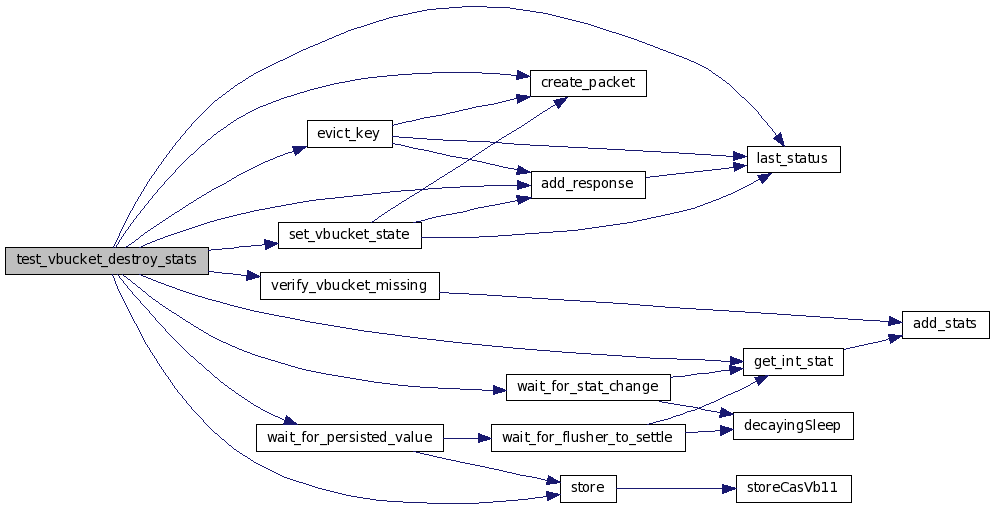 create_packet
evict_key
last_status
add_response
set_vbucket_state
test_vbucket_destroy_stats
verify_vbucket_missing
add_stats
get_int_stat
wait_for_stat_change
decayingSleep
wait_for_persisted_value
wait_for_flusher_to_settle
store
storeCasVb11